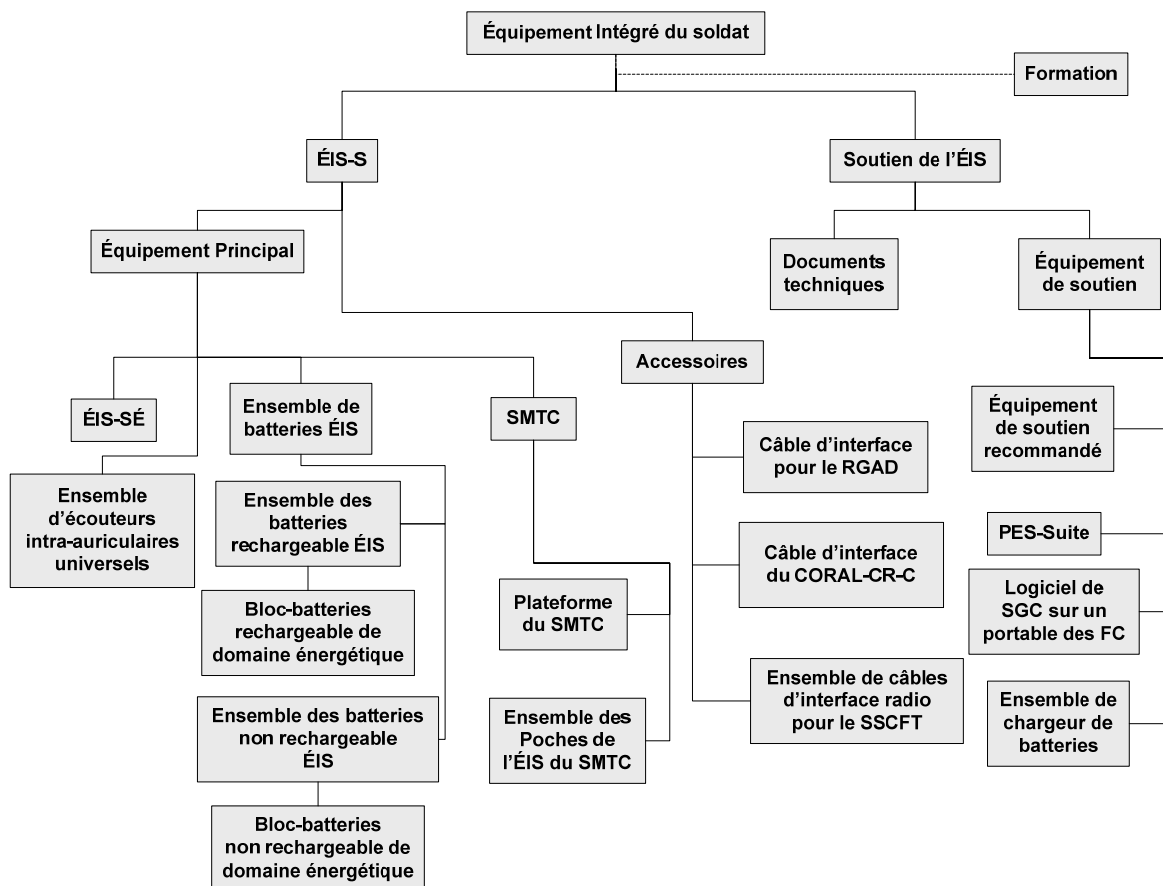 Équipement Intégré du soldat
Formation
ÉIS-S
Soutien de l'ÉIS
Équipement Principal
Documents
techniques
Équipement
de soutien
Accessoires
ÉIS-SÉ
Ensemble de
batteries ÉIS
SMTC
Équipement
de soutien
recommandé
Câble d'interface
pour le RGAD
Ensemble
d'écouteurs
intra-auriculaires
universels
Ensemble des
batteries
rechargeable ÉIS
PES-Suite
Câble d'interface
du CORAL-CR-C
Bloc-batteries
rechargeable de
domaine énergétique
Plateforme
du SMTC
Logiciel de
SGC sur un
portable des FC
Ensemble de câbles
d'interface radio
pour le SSCFT
Ensemble de
chargeur de
batteries
Ensemble des batteries
non rechargeable
ÉIS
Ensemble des
Poches de
l'ÉIS du SMTC
Bloc-batteries
non rechargeable de
domaine énergétique